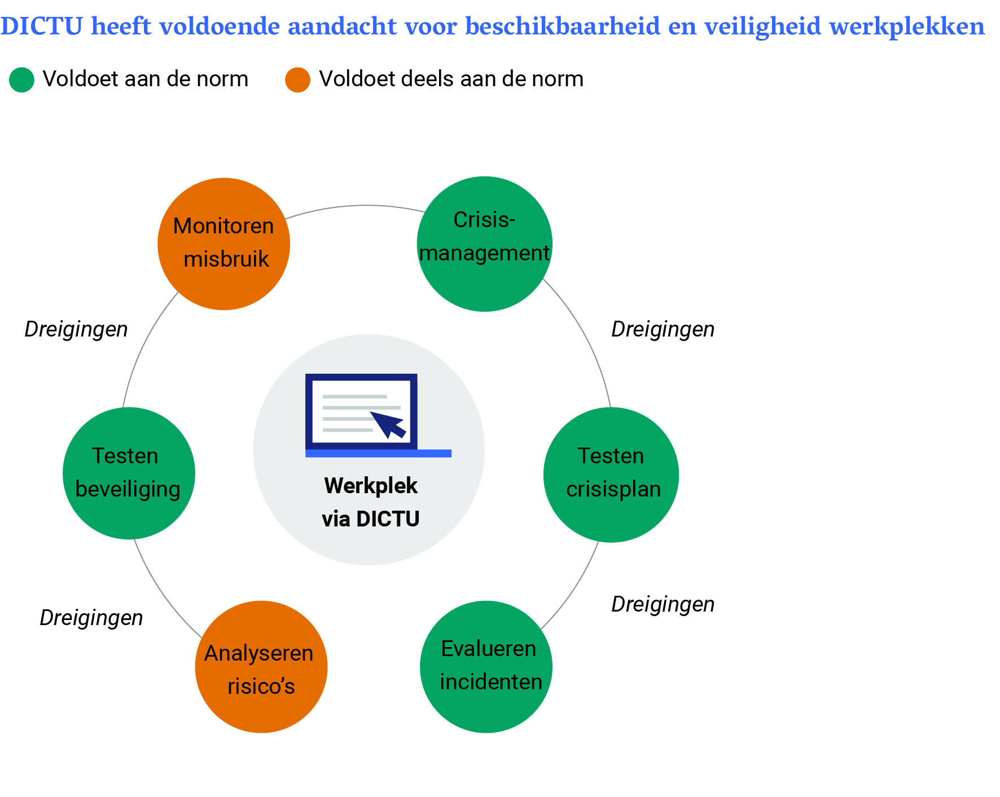 DICTU heeft voldoende aandacht voor beschikbaarheid en veiligheid werkplekken
Voldoet aan de norm
Voldoet deels aan de norm
Monitoren
misbruik
Crisis-
management
Dreigingen
Dreigingen
Testen
beveiliging
Werkplek
via DICTU
Testen
crisisplan
Dreigingen
Dreigingen
Analyseren
risico’s
Evalueren
incidenten